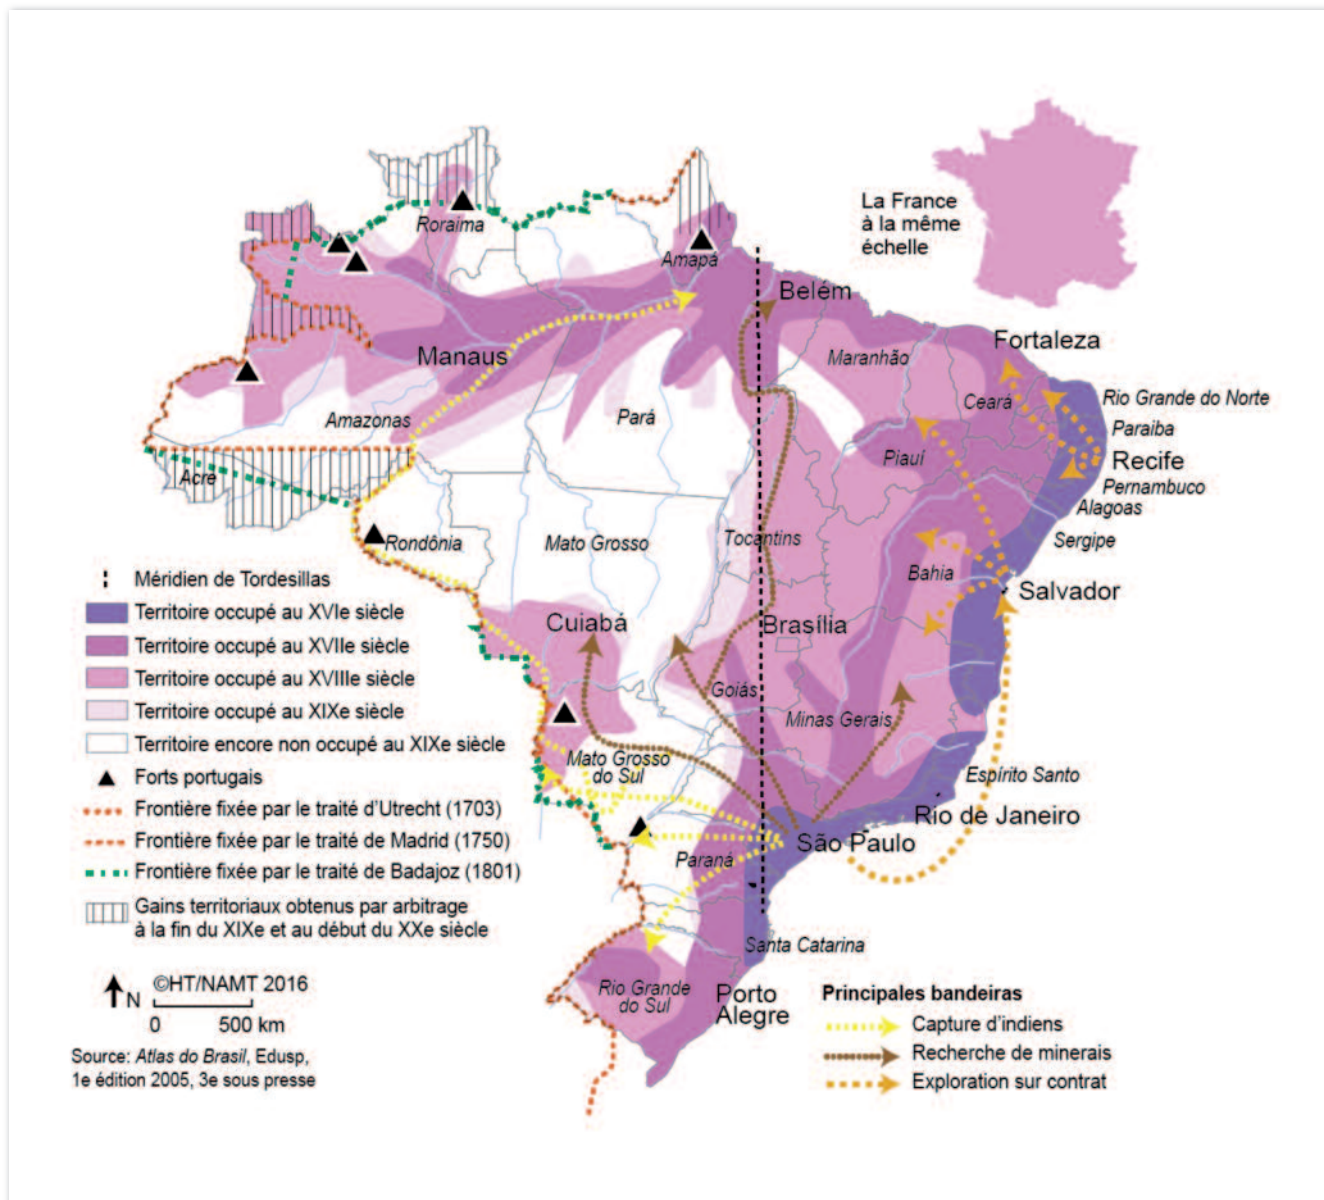 La France
à la même
échelle
Roraima
Amapá
Belém
Fortaleza
Manaus
Maranhão
Ceará
Rio Grande do Norte
Amazonas
Pará
Paraiba
Piauí
Recife
Acre
Pernambuco
Alagoas
Rondônia
Mato Grosso
Tocantins
Sergipe
Bahia
Salvador
Cuiabá
Brasília
Goiás
Minas Gerais
Mato Grosso
do Sul
Espírito Santo
Rio de Janeiro
São Paulo
Paraná
Santa Catarina
Rio Grande
do Sul
Porto
Alegre
Méridien de Tordesillas
Territoire occupé au XVIe siècle
Territoire occupé au XVIIe siècle
Territoire occupé au XVIIIe siècle
Territoire occupé au XIXe siècle
Territoire encore non occupé au XIXe siècle
Forts portugais
Frontière fixée par le traité d'Utrecht (1703)
Frontière fixée par le traité de Madrid (1750)
Frontière fixée par le traité de Badajoz (1801)
Gains territoriaux obtenus par arbitrage
à la fin du XIXe et au début du XXe siècle
N
©HT/NAMT 2016
0 500 km
Source: Atlas do Brasil, Edusp,
1e édition 2005, 3e sous presse
Principales bandeiras
Capture d'indiens
Recherche de minerais
Exploration sur contrat